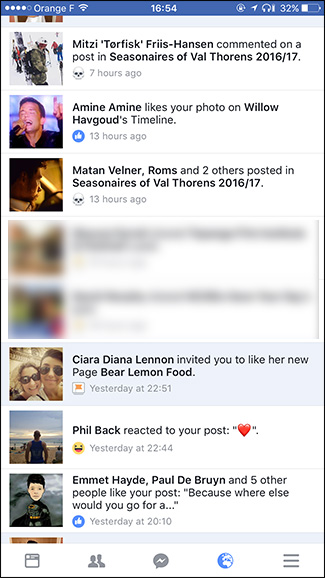 Orange F 16:54 32%
Mitzi 'Tørfisk' Friis-Hansen commented on a
post in Seasonaires of Val Thorens 2016/17.
7 hours ago
Amine Amine likes your photo on Willow
Havgoud's Timeline.
13 hours ago
Matan Velner, Roms and 2 others posted in
Seasonaires of Val Thorens 2016/17.
13 hours ago
Ciara Diana Lennon invited you to like her new
Page Bear Lemon Food.
Yesterday at 22:51
Phil Back reacted to your post: "❤️".
Yesterday at 22:44
Emmet Hayde, Paul De Bruyn and 5 other
people like your post: "Because where else
would you go for a..."
Yesterday at 20:10